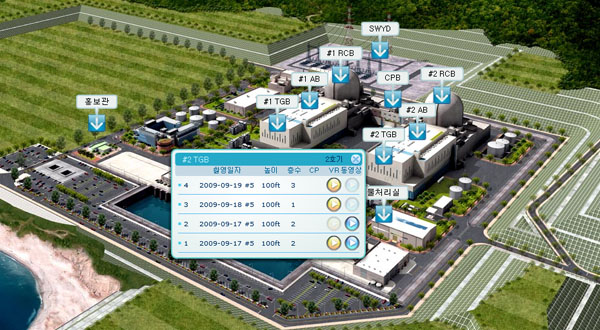 SWYD
#1 RCB
#1 AB
CPB
#2 RCB
홍보관
#1 TGB
#2 AB
#2 TGB
#2 TGB 2호기
촬영일자 높이 층수 CP VR 동영상
4 2009-09-19 #5 100ft 3
3 2009-09-18 #5 100ft 1
2 2009-09-17 #5 100ft 2
1 2009-09-17 #5 100ft 2
물처리실